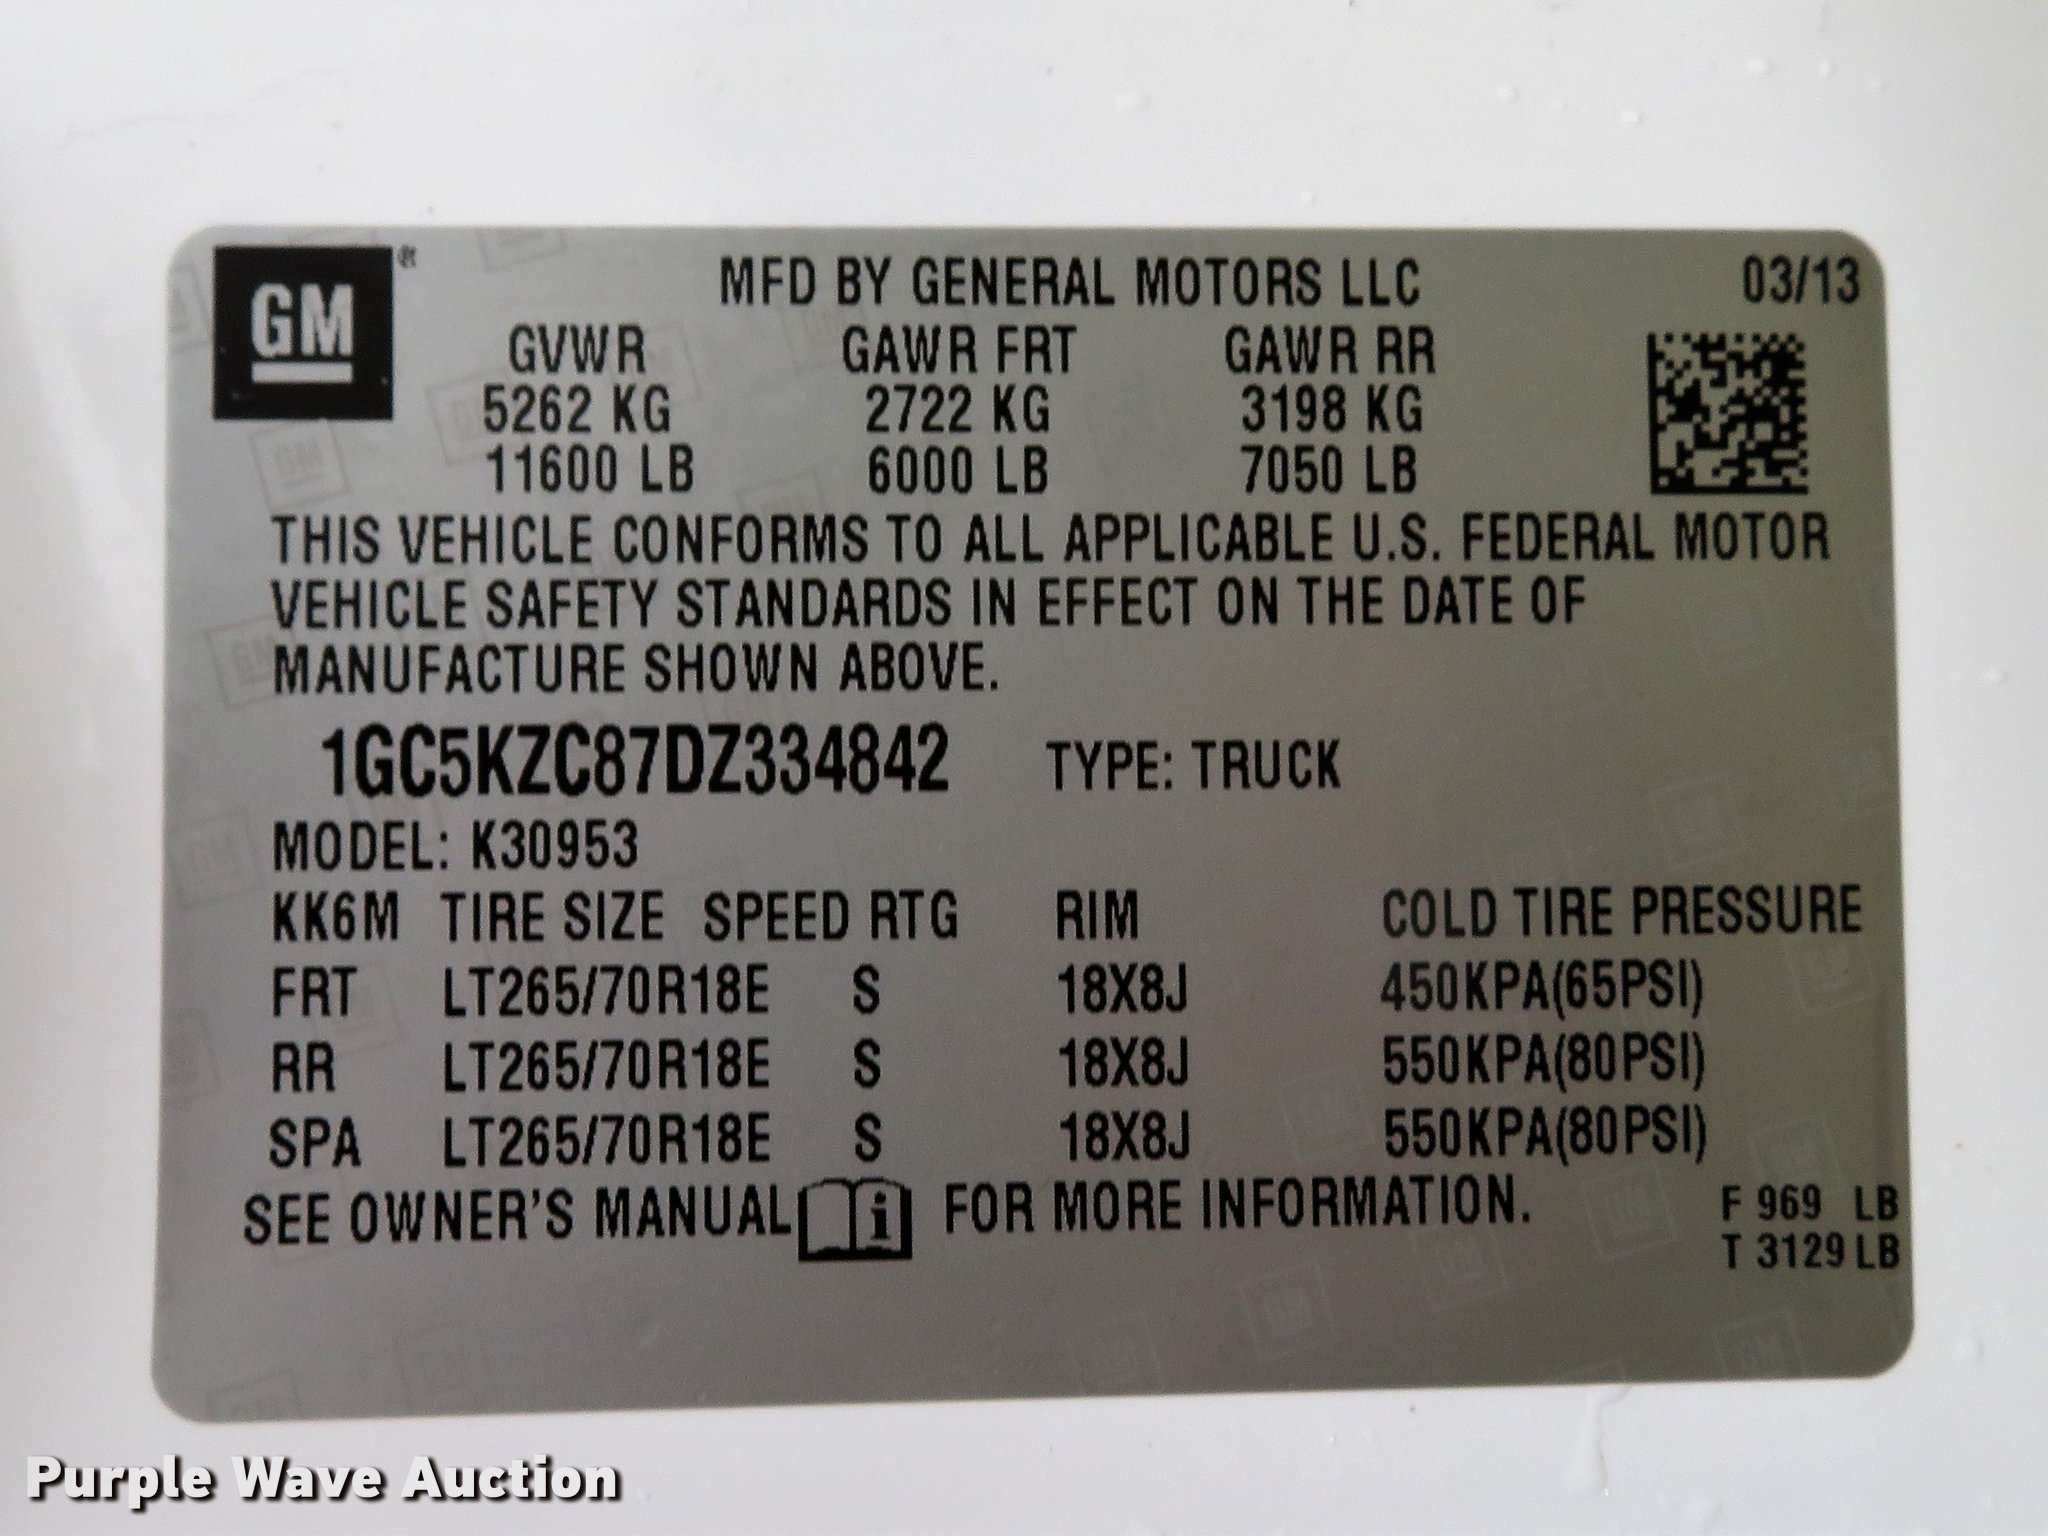 GM
MFD BY GENERAL MOTORS LLC 03/13
GVWR GAWR FRT GAWR RR
5262 KG 2722 KG 3198 KG
11600 LB 6000 LB 7050 LB
THIS VEHICLE CONFORMS TO ALL APPLICABLE U.S. FEDERAL MOTOR
VEHICLE SAFETY STANDARDS IN EFFECT ON THE DATE OF
MANUFACTURE SHOWN ABOVE.
1GC5KZC87DZ334842 TYPE: TRUCK
MODEL: K30953
KK6M TIRE SIZE SPEED RTG RIM COLD TIRE PRESSURE
FRT LT265/70R18E S 18X8J 450KPA(65PSI)
RR LT265/70R18E S 18X8J 550KPA(80PSI)
SPA LT265/70R18E S 18X8J 550KPA(80PSI)
SEE OWNER'S MANUAL i FOR MORE INFORMATION.
F 969 LB
T 3129 LB
Purple Wave Auction